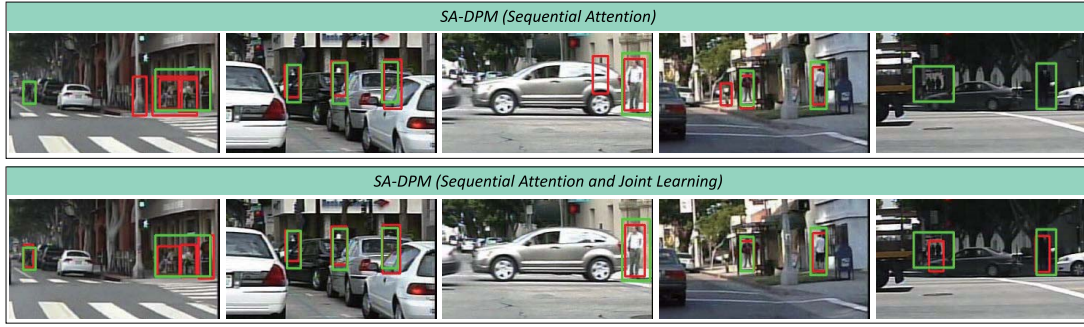 SA-DPM (Sequential Attention)
SA-DPM (Sequential Attention and Joint Learning)